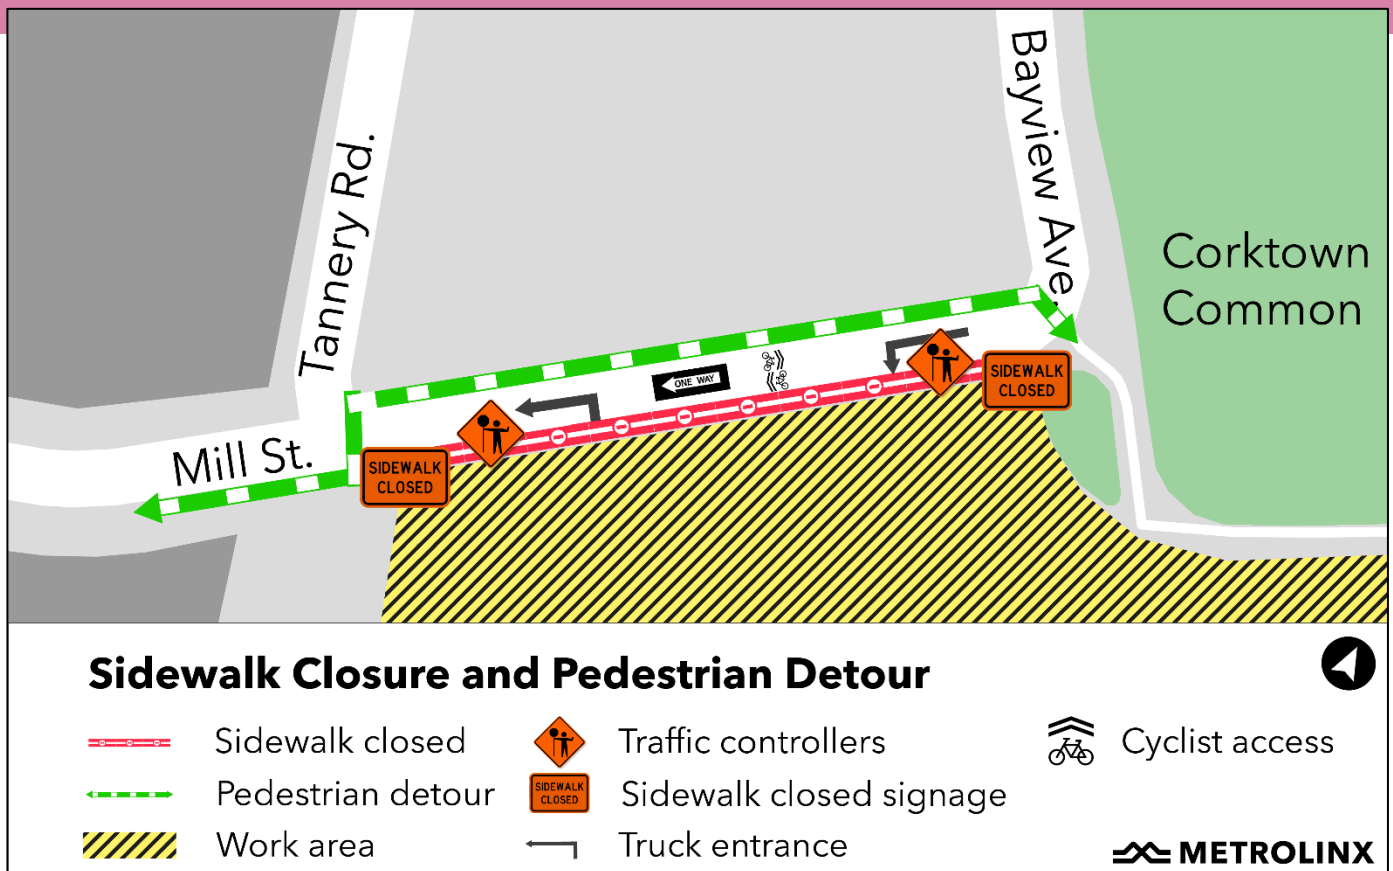 Bayview Ave.
Tannery Rd.
Corktown
Common
ONE WAY
SIDEWALK
CLOSED
Mill St.
SIDEWALK
CLOSED
Sidewalk Closure and Pedestrian Detour
Sidewalk closed
Traffic controllers
Cyclist access
Pedestrian detour
SIDEWALK
CLOSED
Sidewalk closed signage
Work area
Truck entrance
METROLINX